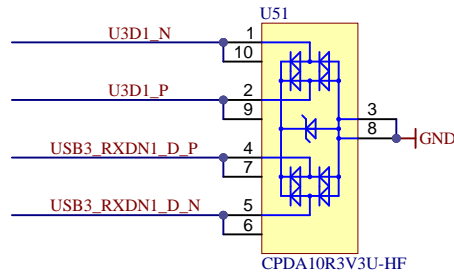 U51
U3D1_N
1
10
U3D1_P
2
9
3
8
GND
USB3_RXDN1_D_P
4
7
USB3_RXDN1_D_N
5
6
CPDA10R3V3U-HF